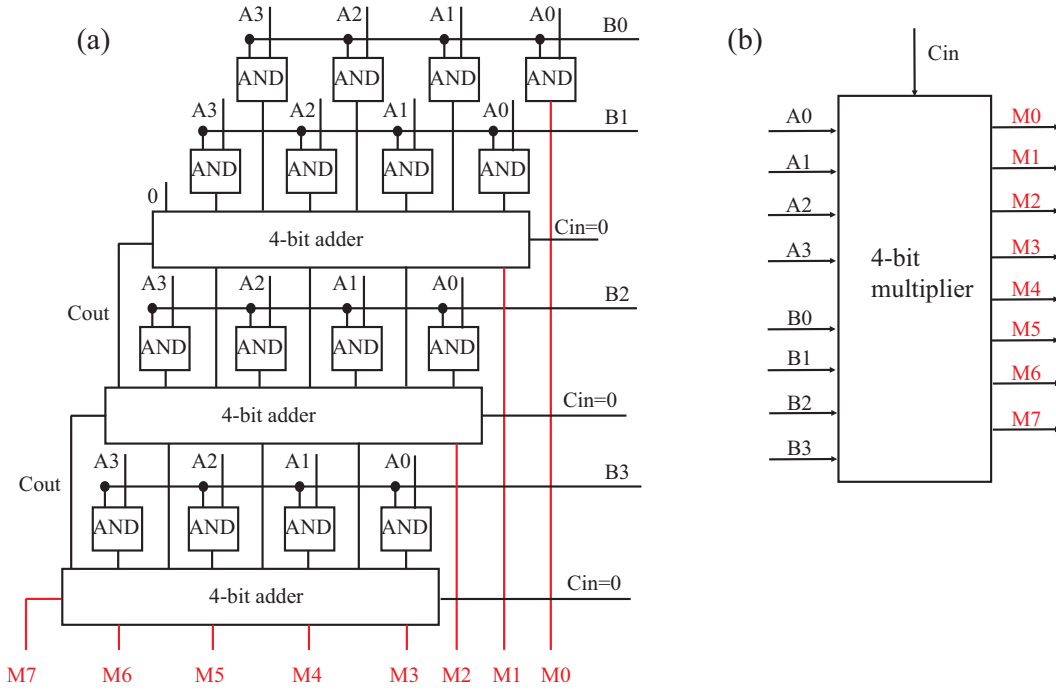 (a)
A3 A2 A1 A0 B0
AND AND AND AND
A3 A2 A1 A0 B1
AND AND AND AND
0
4-bit adder Cin=0
A3 A2 A1 A0 B2
Cout
AND AND AND AND
4-bit adder Cin=0
A3 A2 A1 A0 B3
Cout
AND AND AND AND
4-bit adder Cin=0
M7 M6 M5 M4 M3 M2 M1 M0
(b)
Cin
A0
A1
A2
A3
B0
B1
B2
B3
4-bit
multiplier
M0
M1
M2
M3
M4
M5
M6
M7